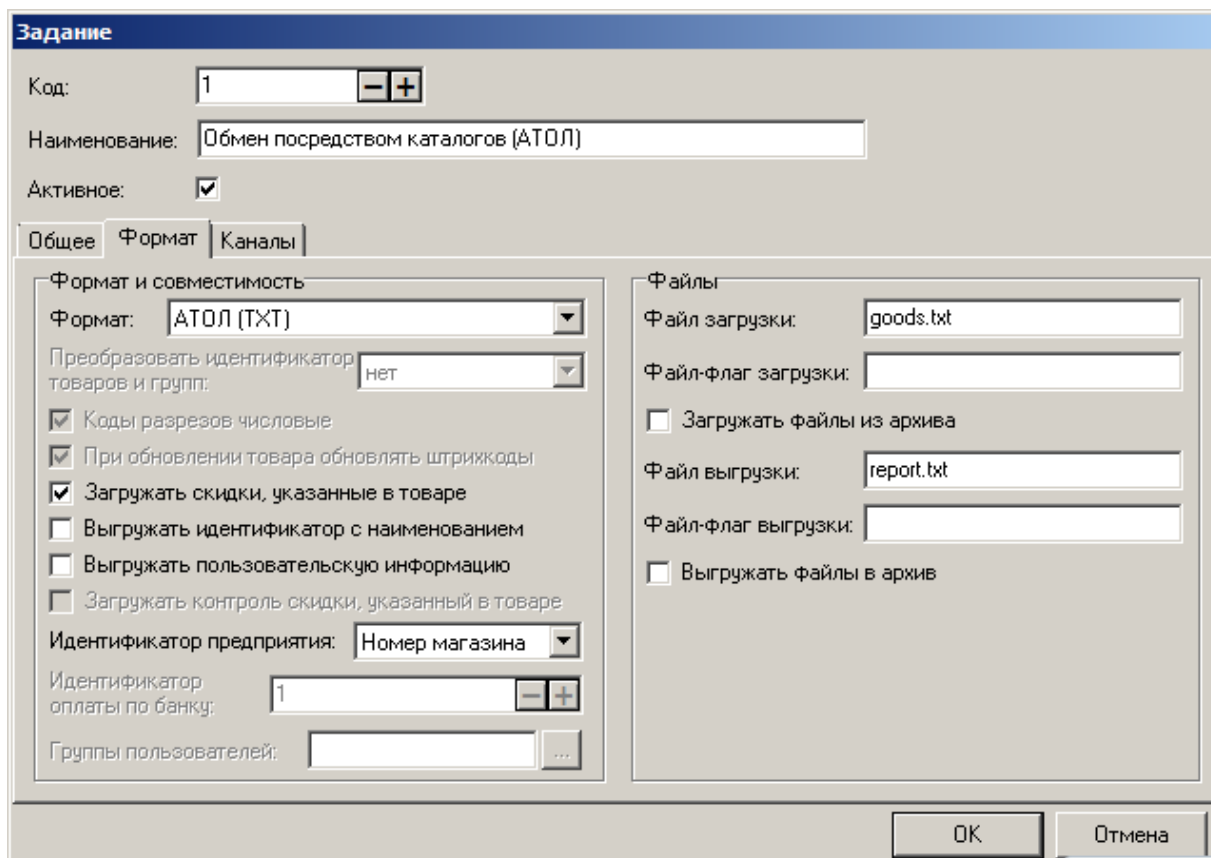 Задание
Код: 1
Наименование: Обмен посредством каталогов (АТОЛ)
Активное:
Общее Формат Каналы
Формат и совместимость
Формат: АТОЛ (TXT)
Преобразовать идентификатор
товаров и групп: нет
Коды разрезов числовые
При обновлении товара обновлять штрихкоды
Загружать скидки, указанные в товаре
Выгружать идентификатор с наименованием
Выгружать пользовательскую информацию
Загружать контроль скидки, указанный в товаре
Идентификатор предприятия: Номер магазина
Идентификатор
оплаты по банку: 1
Группы пользователей: ...
Файлы
Файл загрузки: goods.txt
Файл-флаг загрузки:
Загружать файлы из архива
Файл выгрузки: report.txt
Файл-флаг выгрузки:
Выгружать файлы в архив
OK Отмена